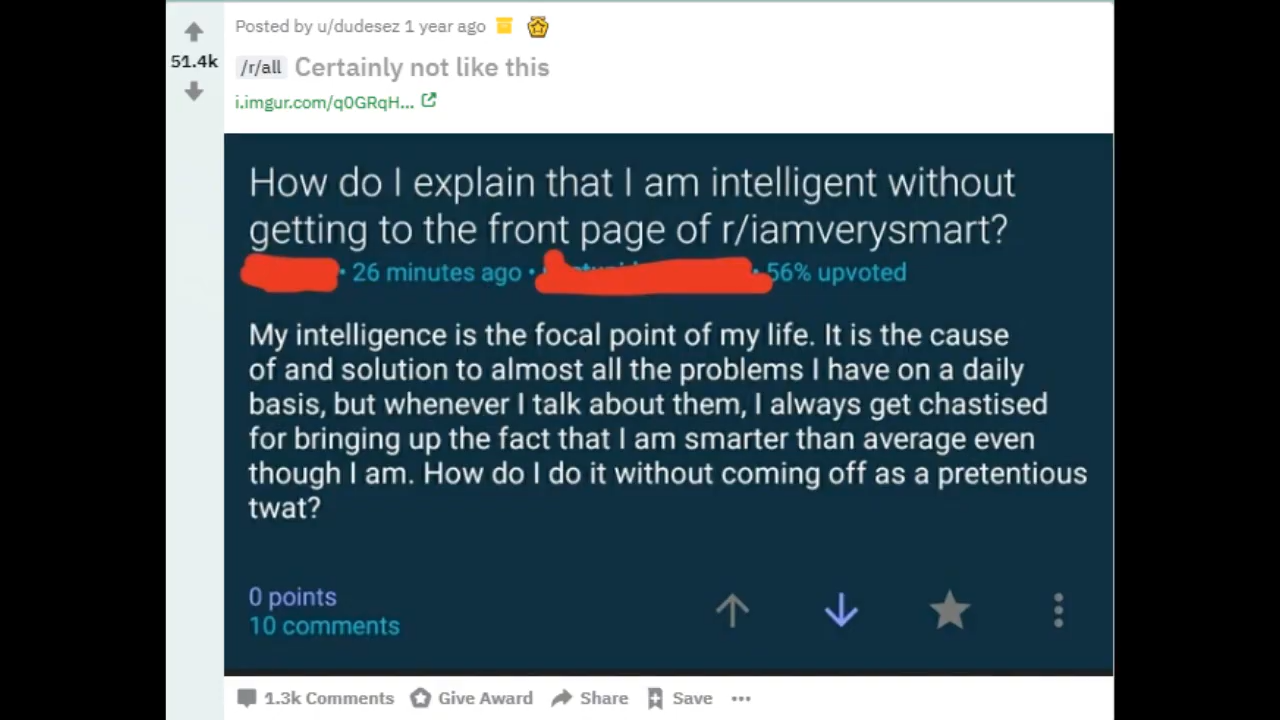 Posted by u/dudesez 1 year ago
51.4k
/r/all Certainly not like this
i.imgur.com/q0GRqH...
How do I explain that I am intelligent without
getting to the front page of r/iamverysmart?
• 26 minutes ago • • 56% upvoted
My intelligence is the focal point of my life. It is the cause
of and solution to almost all the problems I have on a daily
basis, but whenever I talk about them, I always get chastised
for bringing up the fact that I am smarter than average even
though I am. How do I do it without coming off as a pretentious
twat?
0 points
10 comments
1.3k Comments Give Award Share Save